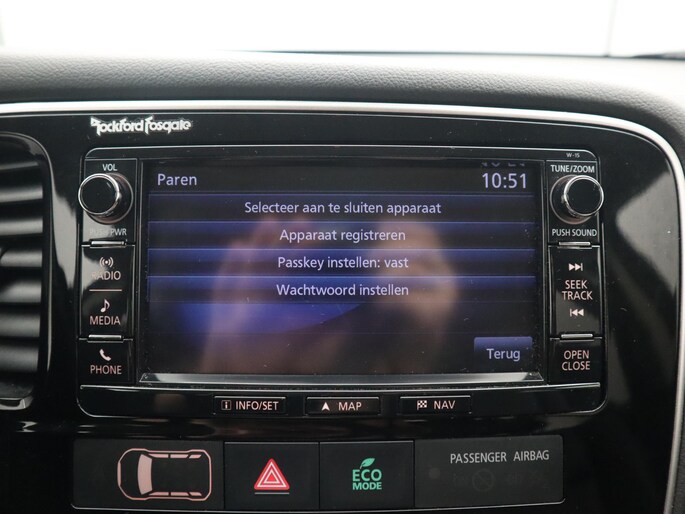 Rockford Fosgate
W-15
VOL
TUNE/ZOOM
Paren
10:51
Selecteer aan te sluiten apparaat
Apparaat registreren
Passkey instellen: vast
Wachtwoord instellen
Terug
PUSH PWR
PUSH SOUND
RADIO
MEDIA
PHONE
SEEK
TRACK
OPEN
CLOSE
i INFO/SET
MAP
NAV
ECO
MODE
PASSENGER AIRBAG